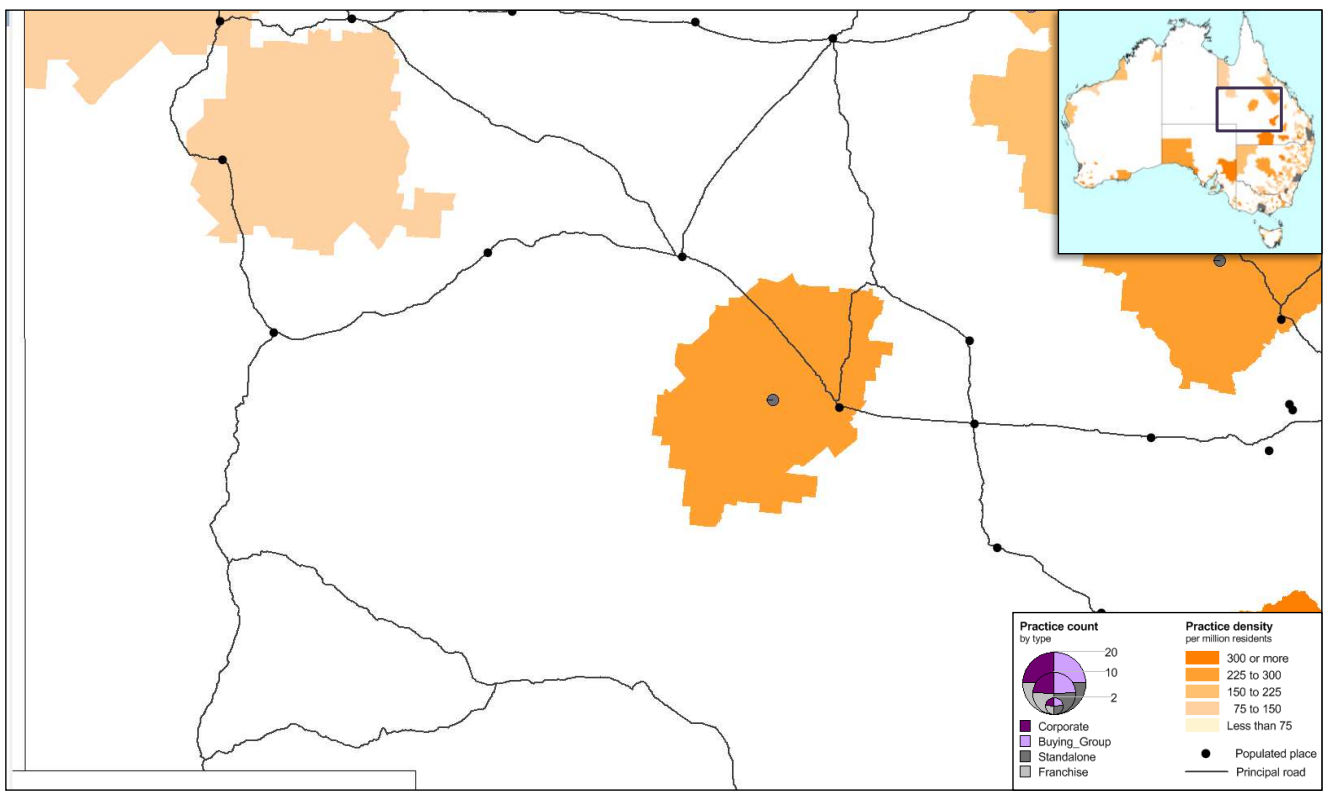 Practice count
by type
20
10
2
Corporate
Buying_Group
Standalone
Franchise
Practice density
per million residents
300 or more
225 to 300
150 to 225
75 to 150
Less than 75
Populated place
Principal road